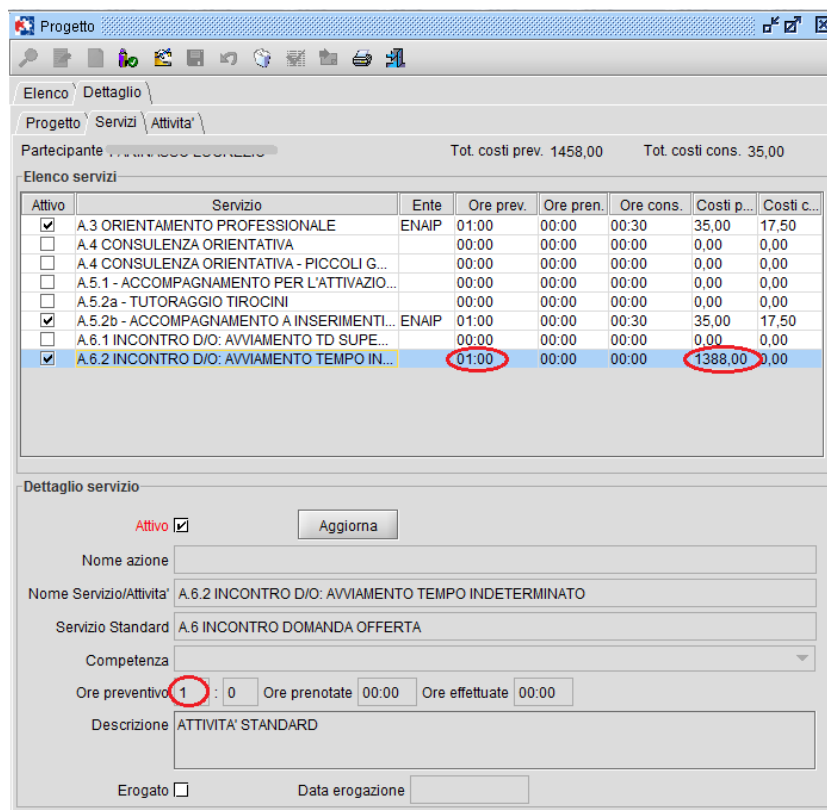 Progetto
Elenco Dettaglio
Progetto Servizi Attivita'
Partecipante Tot. costi prev. 1458,00 Tot. costi cons. 35,00
Elenco servizi
Attivo Servizio Ente Ore prev. Ore pren. Ore cons. Costi p... Costi c...
A.3 ORIENTAMENTO PROFESSIONALE ENAIP 01:00 00:00 00:30 35,00 17,50
A.4 CONSULENZA ORIENTATIVA 00:00 00:00 00:00 0,00 0,00
A.4 CONSULENZA ORIENTATIVA - PICCOLI G... 00:00 00:00 00:00 0,00 0,00
A.5.1 - ACCOMPAGNAMENTO PER L'ATTIVAZIO... 00:00 00:00 00:00 0,00 0,00
A.5.2a - TUTORAGGIO TIROCINI 00:00 00:00 00:00 0,00 0,00
A.5.2b - ACCOMPAGNAMENTO A INSERIMENTI... ENAIP 01:00 00:00 00:30 35,00 17,50
A.6.1 INCONTRO D/O: AVVIAMENTO TD SUPE... 00:00 00:00 00:00 0,00 0,00
A.6.2 INCONTRO D/O: AVVIAMENTO TEMPO IN... 01:00 00:00 00:00 1388,00 0,00
Dettaglio servizio
Attivo Aggiorna
Nome azione
Nome Servizio/Attivita' A.6.2 INCONTRO D/O: AVVIAMENTO TEMPO INDETERMINATO
Servizio Standard A.6 INCONTRO DOMANDA OFFERTA
Competenza
Ore preventivo 1 : 0 Ore prenotate 00:00 Ore effettuate 00:00
Descrizione ATTIVITA' STANDARD
Erogato Data erogazione